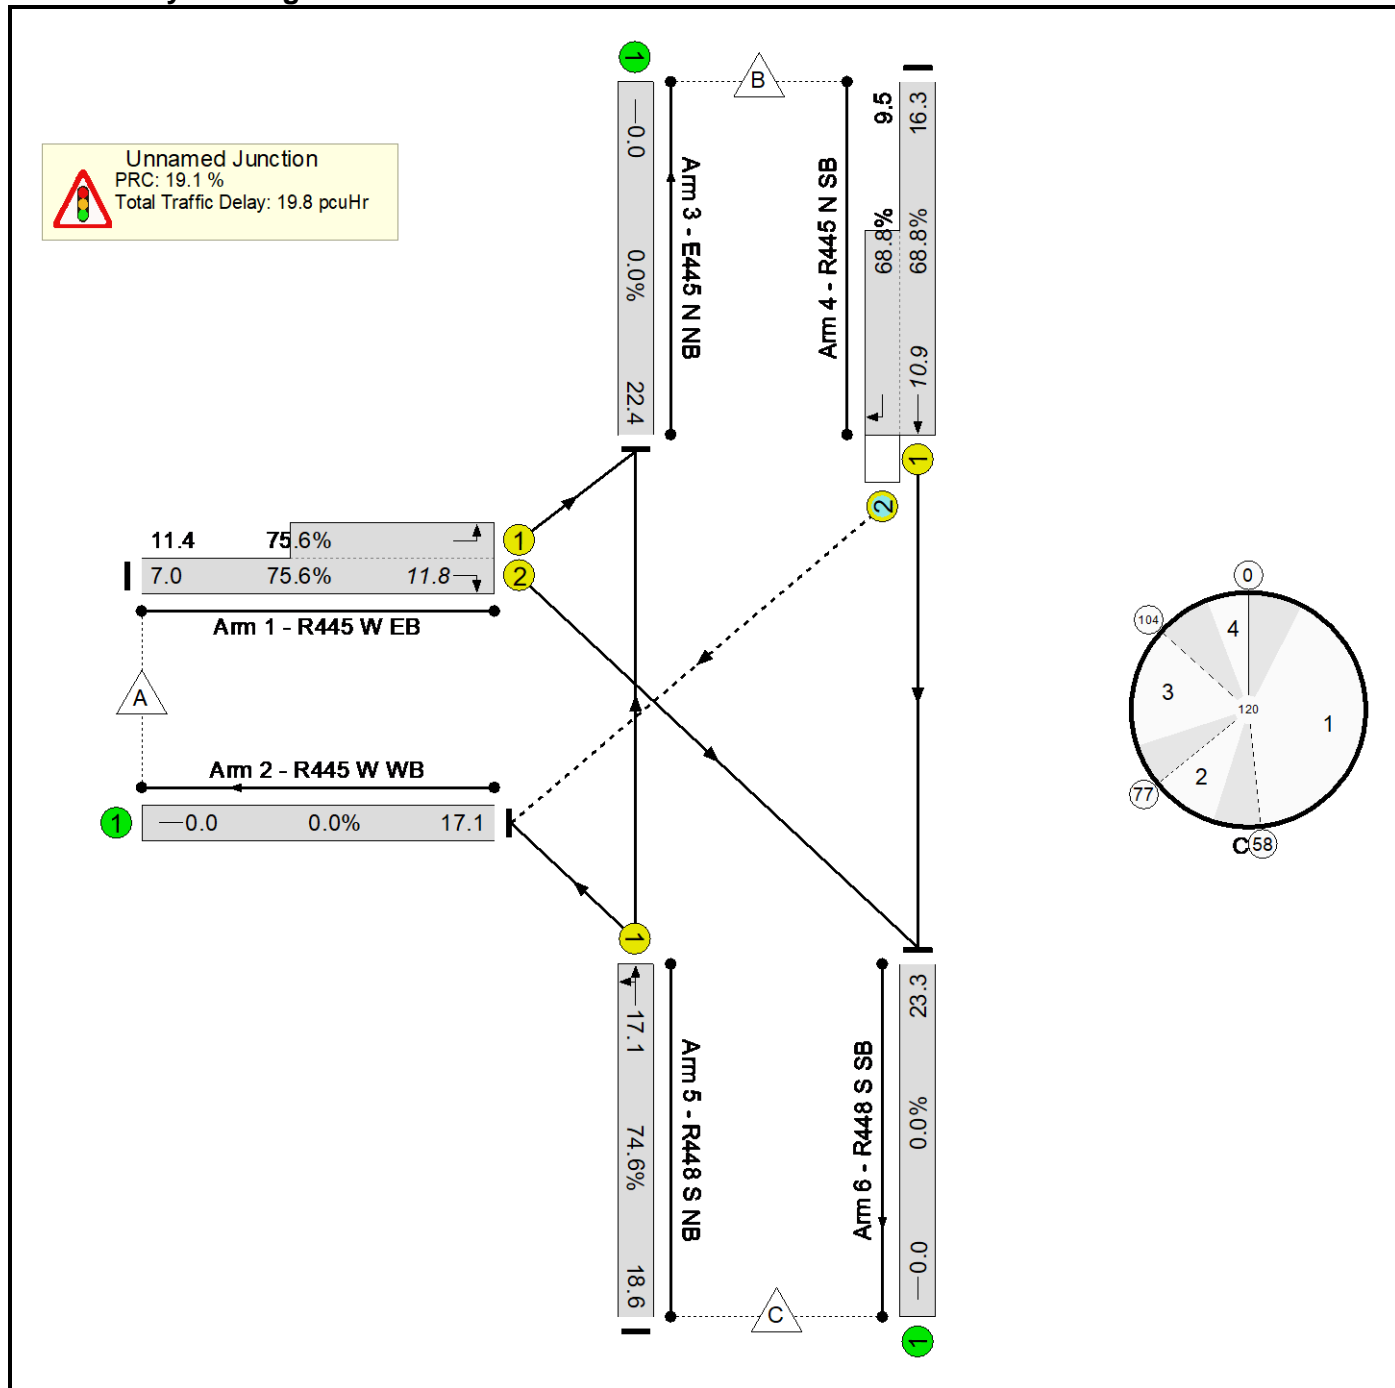 Unnamed Junction
PRC: 19.1 %
Total Traffic Delay: 19.8 pcuHr
1
B
0.0
0.0%
22.4
Arm 3 - E445 N NB
Arm 4 - R445 N SB
9.5
68.8%
16.3
68.8%
10.9
1
2
11.4 75.6%
1
7.0 75.6% 11.8
2
Arm 1 - R445 W EB
A
Arm 2 - R445 W WB
1
0.0 0.0% 17.1
0
104
4
3
120
1
2
77
C 58
1
17.1
74.6%
18.6
Arm 5 - R448 S NB
Arm 6 - R448 S SB
23.3
0.0%
0.0
C
1